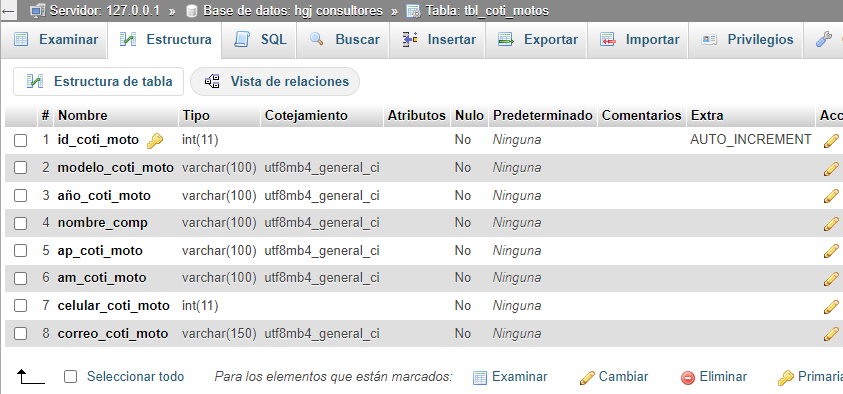 Servidor: 127.0.0.1 » Base de datos: hgj consultores » Tabla: tbl_coti_motos
Examinar Estructura SQL Buscar Insertar Exportar Importar Privilegios
Estructura de tabla Vista de relaciones
# Nombre Tipo Cotejamiento Atributos Nulo Predeterminado Comentarios Extra Acc
1 id_coti_moto int(11) No Ninguna AUTO_INCREMENT
2 modelo_coti_moto varchar(100) utf8mb4_general_ci No Ninguna
3 año_coti_moto varchar(100) utf8mb4_general_ci No Ninguna
4 nombre_comp varchar(100) utf8mb4_general_ci No Ninguna
5 ap_coti_moto varchar(100) utf8mb4_general_ci No Ninguna
6 am_coti_moto varchar(100) utf8mb4_general_ci No Ninguna
7 celular_coti_moto int(11) No Ninguna
8 correo_coti_moto varchar(150) utf8mb4_general_ci No Ninguna
Seleccionar todo Para los elementos que están marcados: Examinar Cambiar Eliminar Primaria